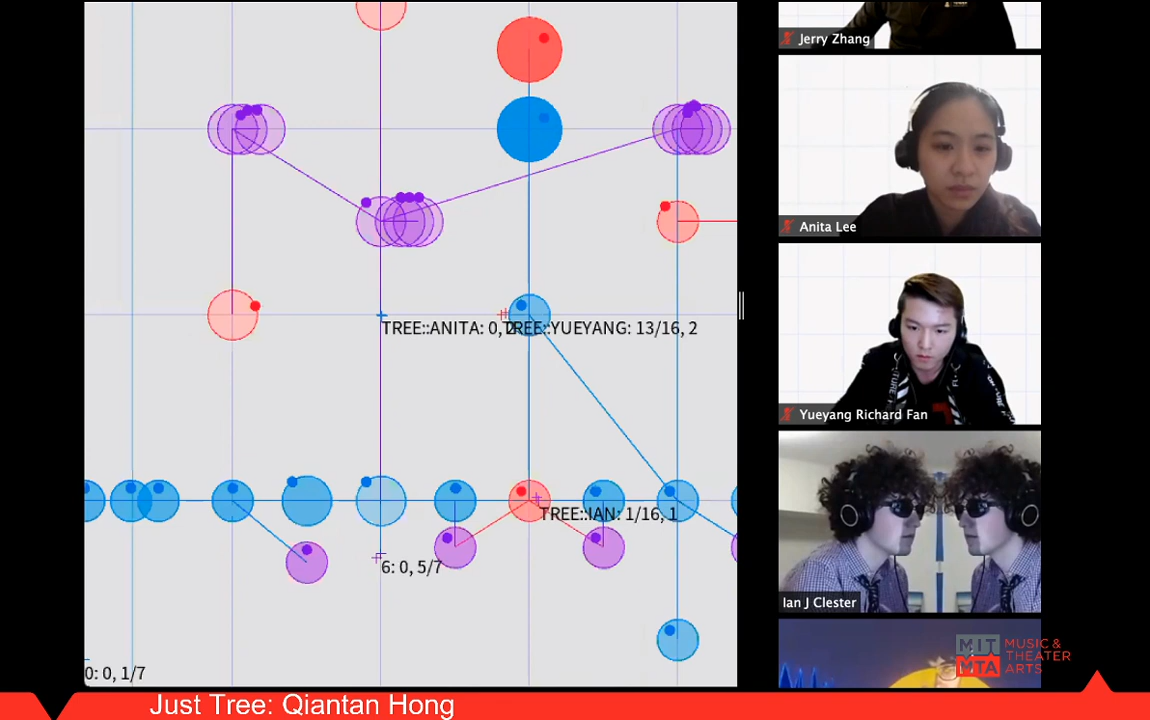 Jerry Zhang
Anita Lee
TREE::ANITA: 0, 2
TREE::YUEYANG: 13/16, 2
Yueyang Richard Fan
TREE::IAN: 1/16, 1
6: 0, 5/7
Ian J Clester
MIT
MTA
MUSIC &
THEATER
ARTS
0: 0, 1/7
Just Tree: Qiantan Hong